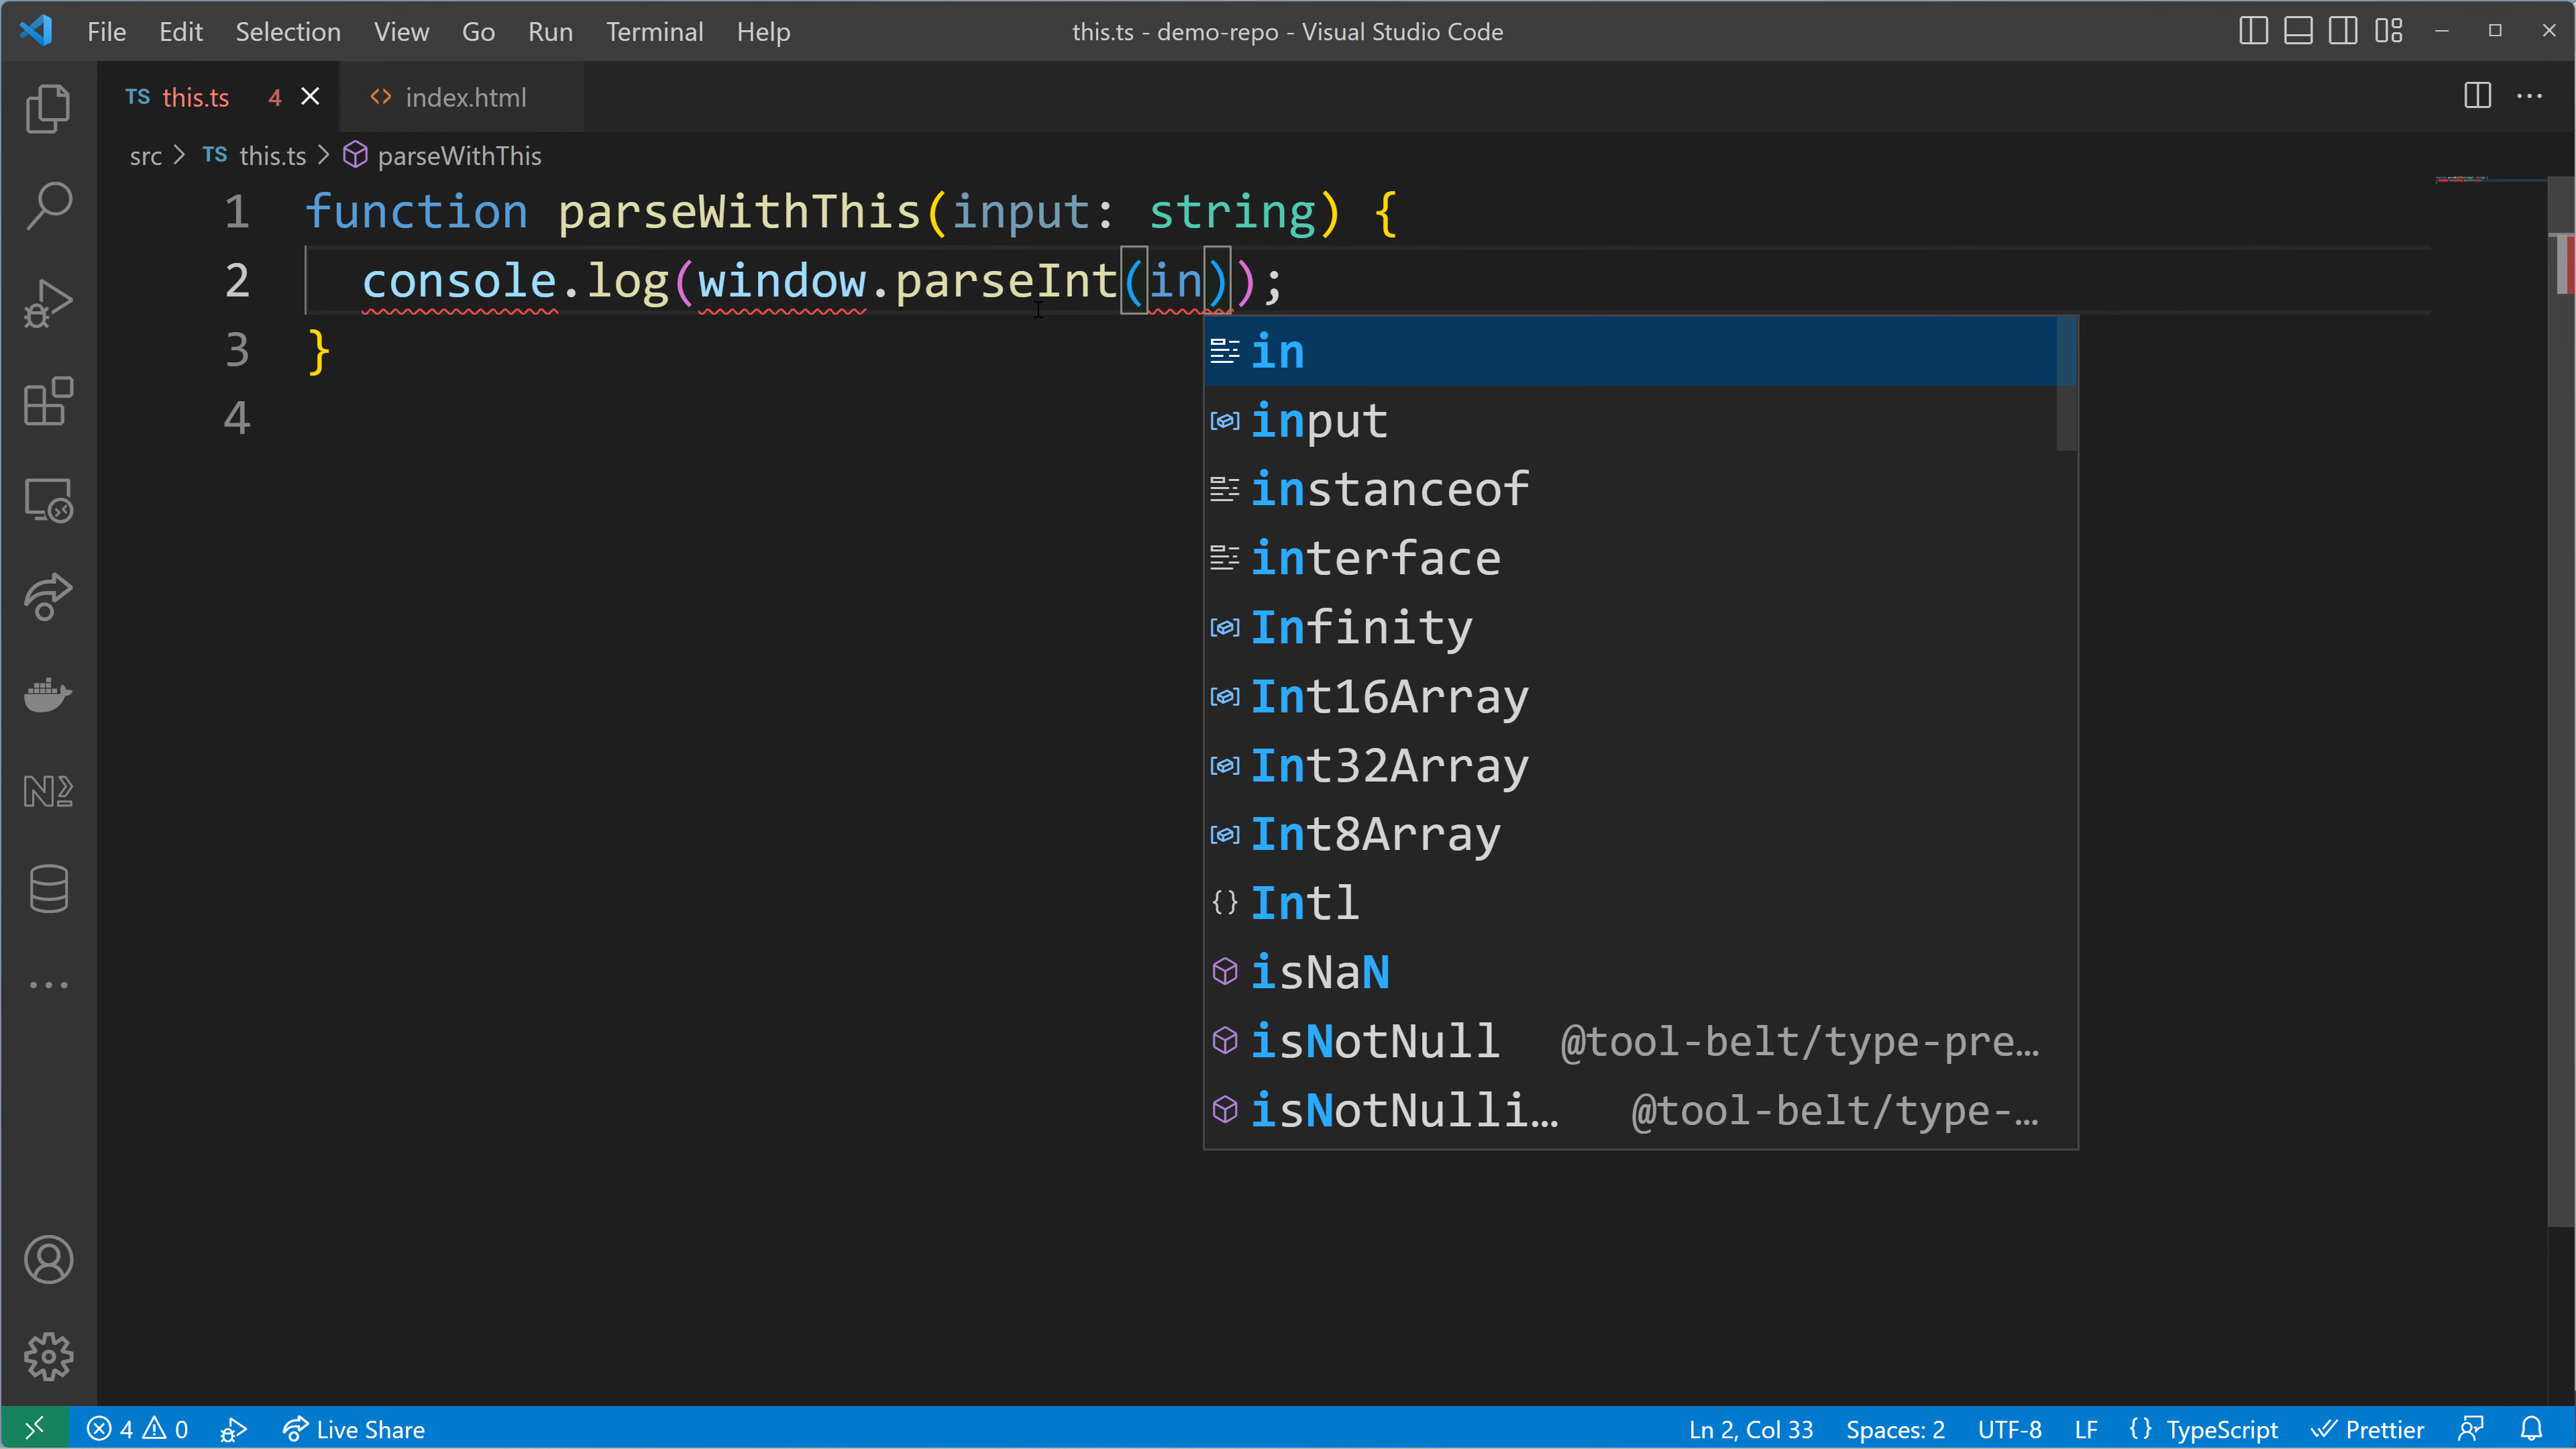 File Edit Selection View Go Run Terminal Help this.ts - demo-repo - Visual Studio Code
TS this.ts 4 index.html
src > TS this.ts > parseWithThis
1 function parseWithThis(input: string) {
2 console.log(window.parseInt(in));
3 }
4
in
input
instanceof
interface
Infinity
Int16Array
Int32Array
Int8Array
Intl
isNaN
isNotNull @tool-belt/type-pre…
isNotNulli… @tool-belt/type-…
4 0 Live Share Ln 2, Col 33 Spaces: 2 UTF-8 LF {} TypeScript Prettier